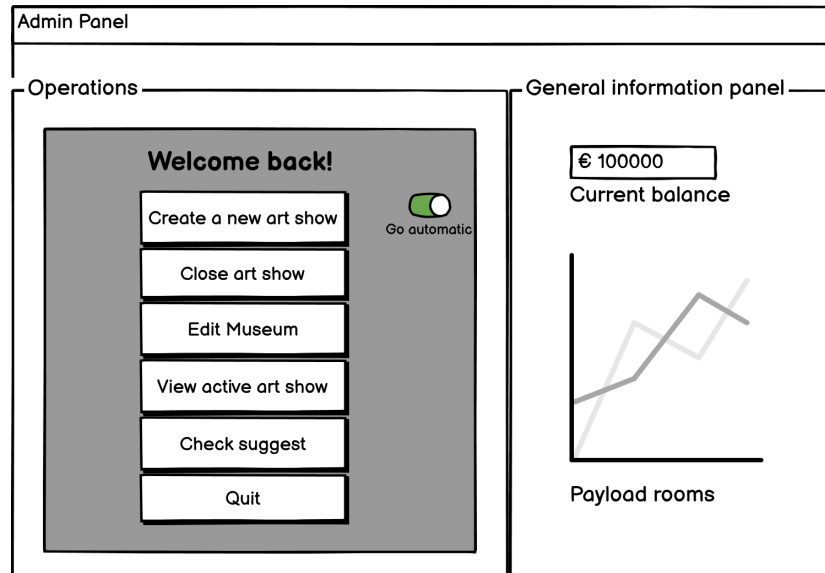 Admin Panel
Operations
Welcome back!
Create a new art show
Go automatic
Close art show
Edit Museum
View active art show
Check suggest
Quit
General information panel
€ 100000
Current balance
Payload rooms